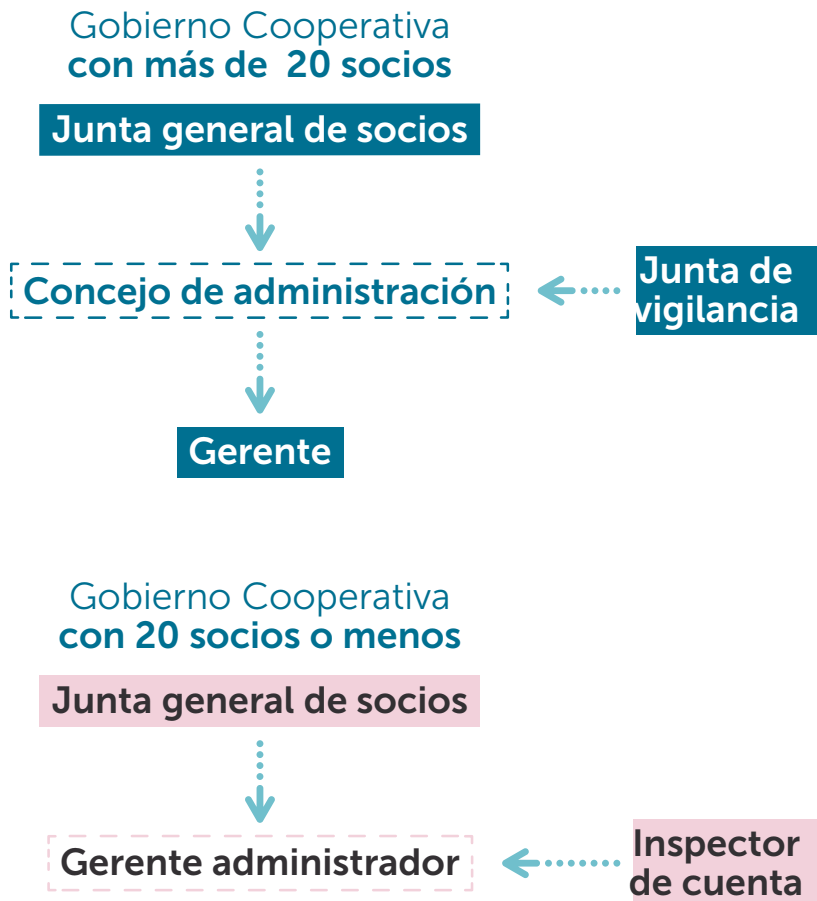 Gobierno Cooperativa
con más de 20 socios
Junta general de socios
Concejo de administración
Junta de
vigilancia
Gerente
Gobierno Cooperativa
con 20 socios o menos
Junta general de socios
Gerente administrador
Inspector
de cuenta